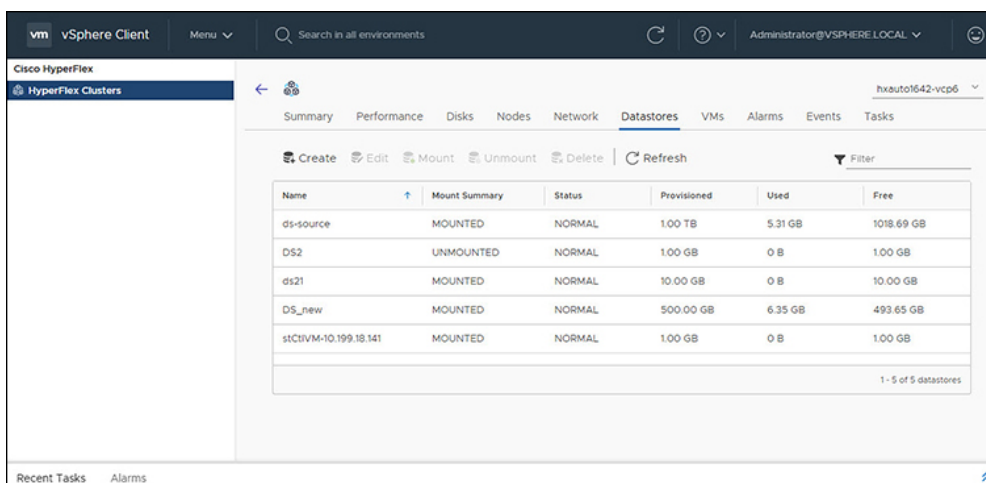 vm vSphere Client Menu Search in all environments Administrator@VSPHERE.LOCAL
Cisco HyperFlex
HyperFlex Clusters
hxauto1642-vcp6
Summary Performance Disks Nodes Network Datastores VMs Alarms Events Tasks
Create Edit Mount Unmount Delete Refresh Filter
Name Mount Summary Status Provisioned Used Free
ds-source MOUNTED NORMAL 1.00 TB 5.31 GB 1018.69 GB
DS2 UNMOUNTED NORMAL 1.00 GB 0 B 1.00 GB
ds21 MOUNTED NORMAL 10.00 GB 0 B 10.00 GB
DS_new MOUNTED NORMAL 500.00 GB 6.35 GB 493.65 GB
stCtlVM-10.199.18.141 MOUNTED NORMAL 1.00 GB 0 B 1.00 GB
1 - 5 of 5 datastores
Recent Tasks Alarms